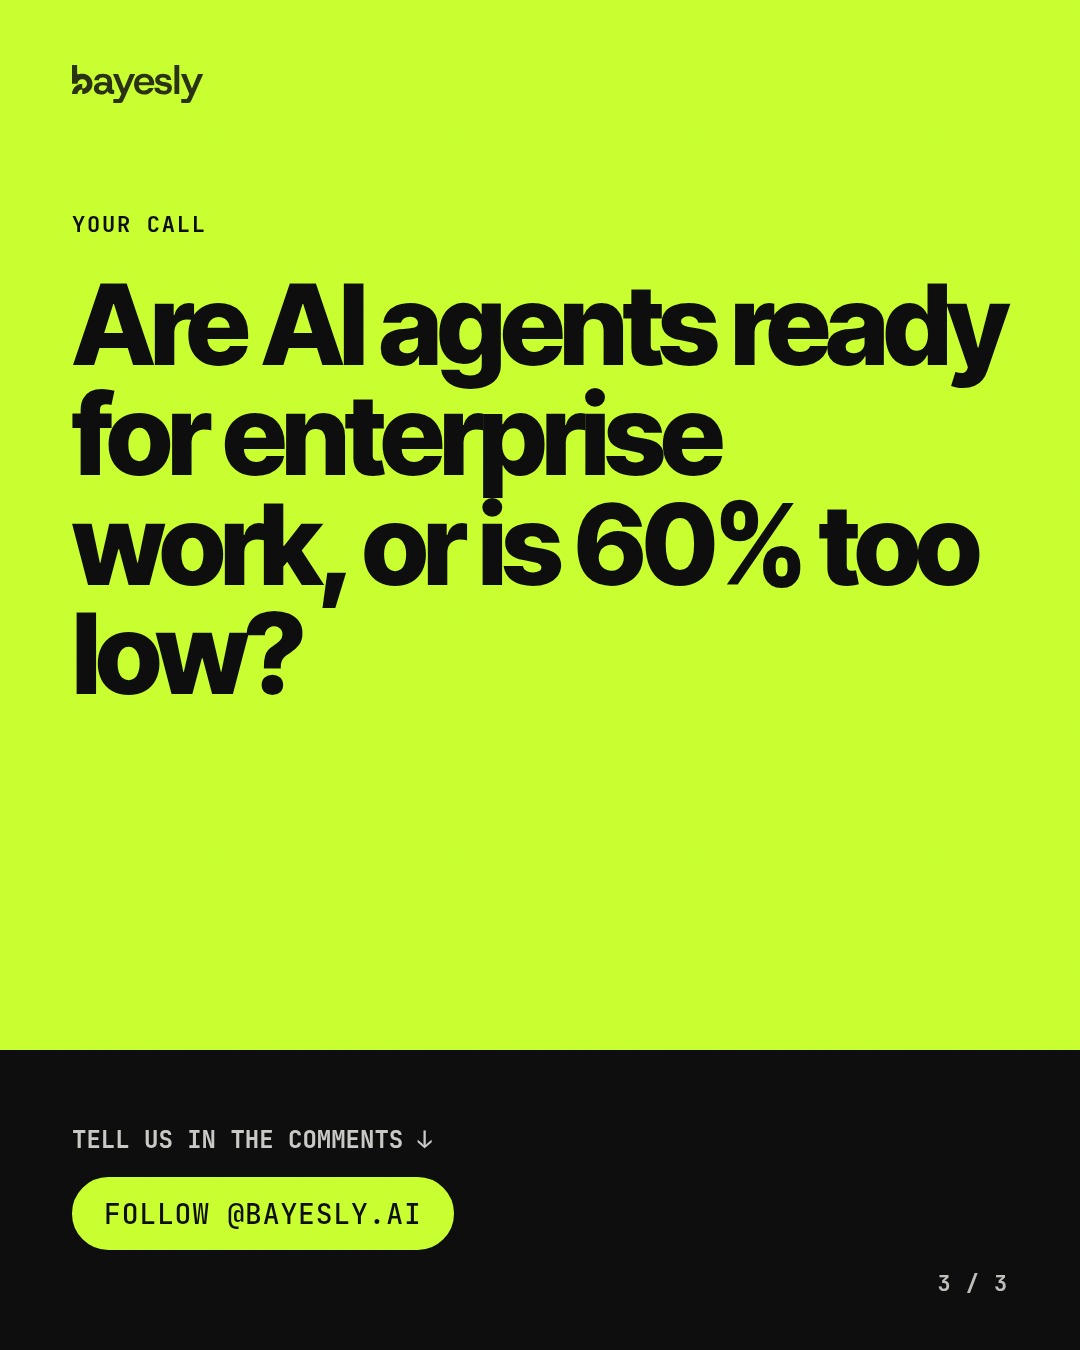 bayesly
YOUR CALL
Are AI agents ready
for enterprise
work, or is 60% too
low?
TELL US IN THE COMMENTS ↓
FOLLOW @BAYESLY.AI
3 / 3